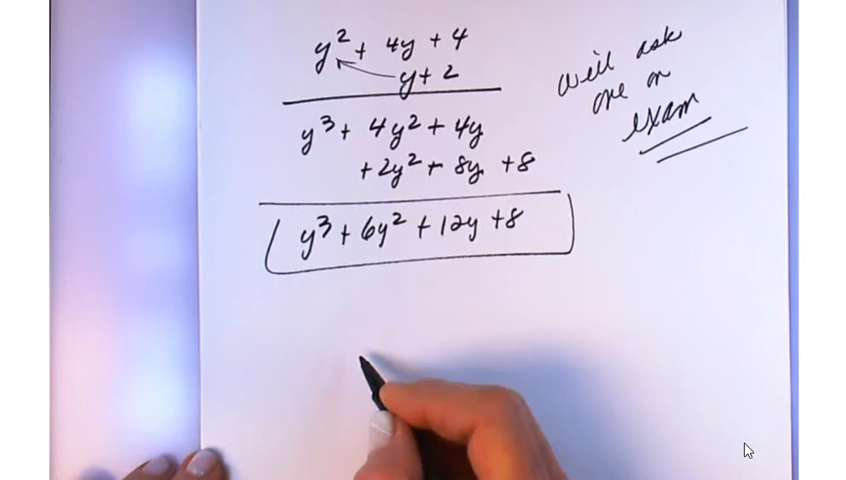 y² + 4y + 4
y + 2
y³ + 4y² + 4y
+ 2y² + 8y + 8
y³ + 6y² + 12y + 8
will ask
one on
exam